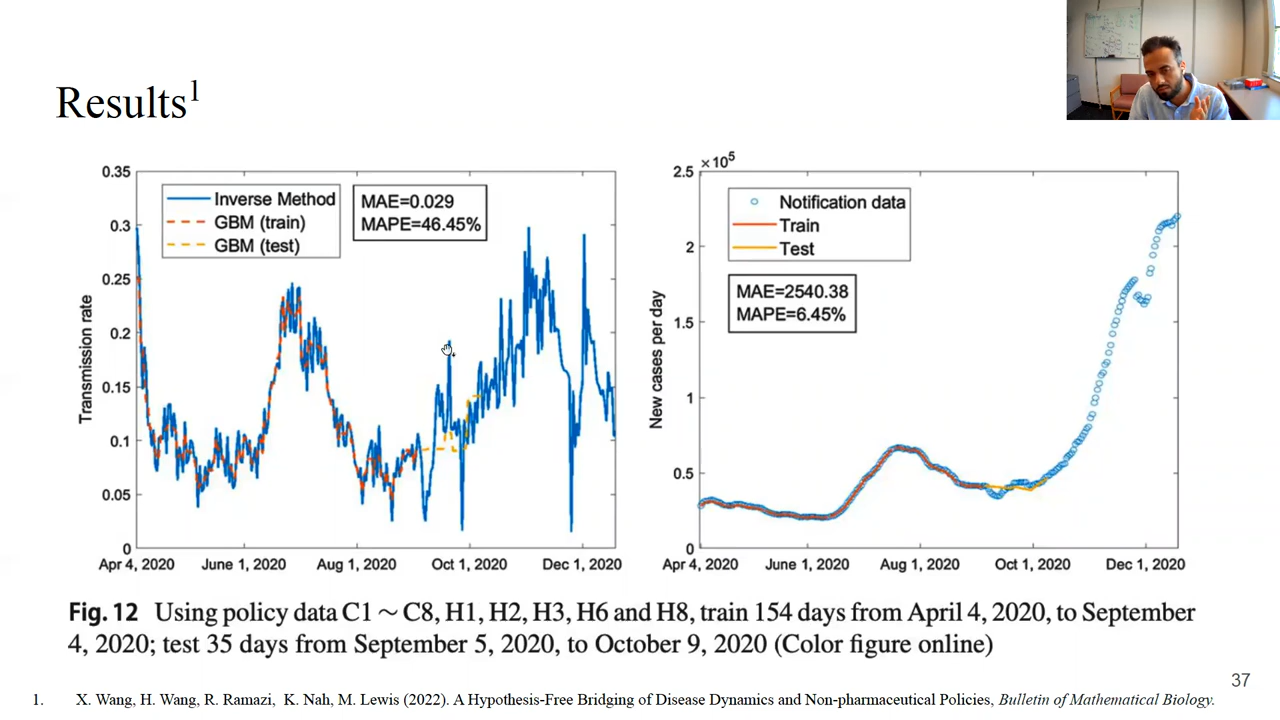 Results1
0.35
0.3
0.25
0.2
0.15
0.1
0.05
0
Transmission rate
Inverse Method
GBM (train)
GBM (test)
MAE=0.029
MAPE=46.45%
Apr 4, 2020 June 1, 2020 Aug 1, 2020 Oct 1, 2020 Dec 1, 2020
×10^5
2.5
2
1.5
1
0.5
0
New cases per day
Notification data
Train
Test
MAE=2540.38
MAPE=6.45%
Apr 4, 2020 June 1, 2020 Aug 1, 2020 Oct 1, 2020 Dec 1, 2020
Fig. 12 Using policy data C1 ∼ C8, H1, H2, H3, H6 and H8, train 154 days from April 4, 2020, to September
4, 2020; test 35 days from September 5, 2020, to October 9, 2020 (Color figure online)
37
1. X. Wang, H. Wang, R. Ramazi, K. Nah, M. Lewis (2022). A Hypothesis-Free Bridging of Disease Dynamics and Non-pharmaceutical Policies, Bulletin of Mathematical Biology.